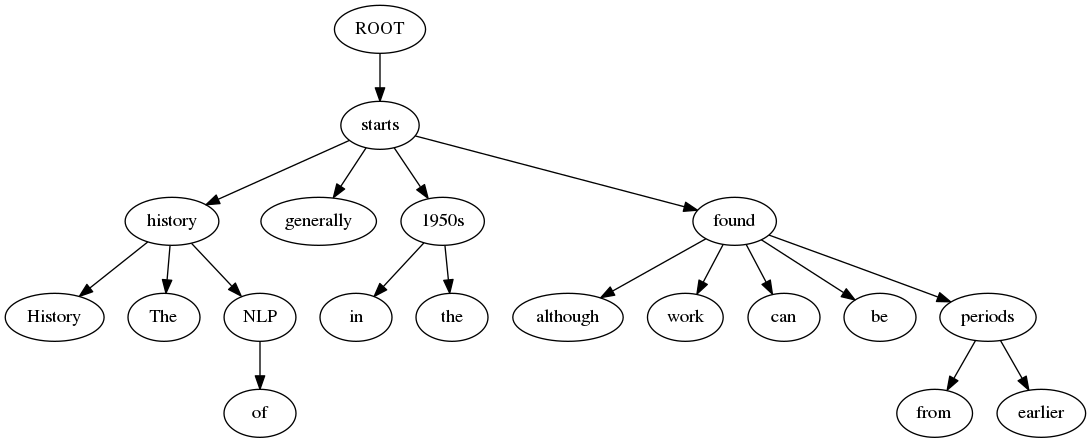 ROOT
starts
history generally 1950s found
History The NLP in the although work can be periods
of from earlier